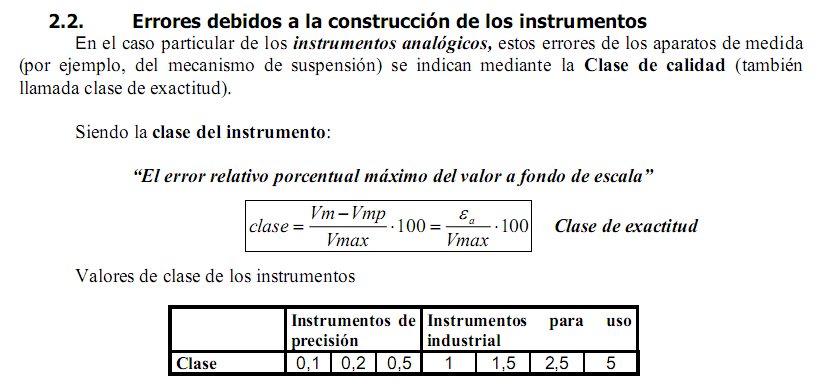 2.2. Errores debidos a la construcción de los instrumentos
En el caso particular de los instrumentos analógicos, estos errores de los aparatos de medida
(por ejemplo, del mecanismo de suspensión) se indican mediante la Clase de calidad (también
llamada clase de exactitud).
Siendo la clase del instrumento:
“El error relativo porcentual máximo del valor a fondo de escala”
clase = (Vm − Vmp)/Vmax · 100 = εa/Vmax · 100 Clase de exactitud
Valores de clase de los instrumentos
Instrumentos de precisión | Instrumentos para uso industrial
Clase 0,1 0,2 0,5 1 1,5 2,5 5